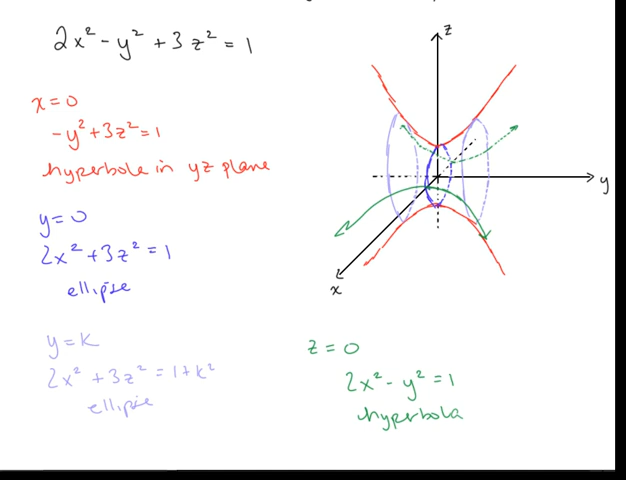 2x² - y² + 3z² = 1
x = 0
-y² + 3z² = 1
hyperbole in yz plane
y = 0
2x² + 3z² = 1
ellipse
y = k
2x² + 3z² = 1 + k²
ellipse
z
y
x
z = 0
2x² - y² = 1
hyperbola